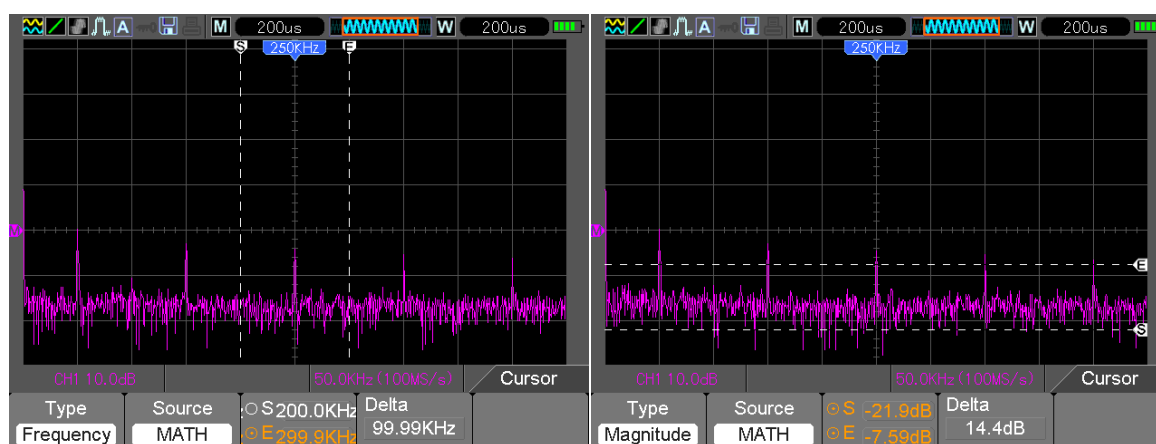 A M 200us W 200us
S 250KHz E
M
CH1 10.0dB 50.0KHz(100MS/s) Cursor
Type Source S200.0KHz Delta
Frequency MATH E299.9KHz 99.99KHz
A M 200us W 200us
250KHz
M
E
S
CH1 10.0dB 50.0KHz(100MS/s) Cursor
Type Source S -21.9dB Delta
Magnitude MATH E -7.59dB 14.4dB